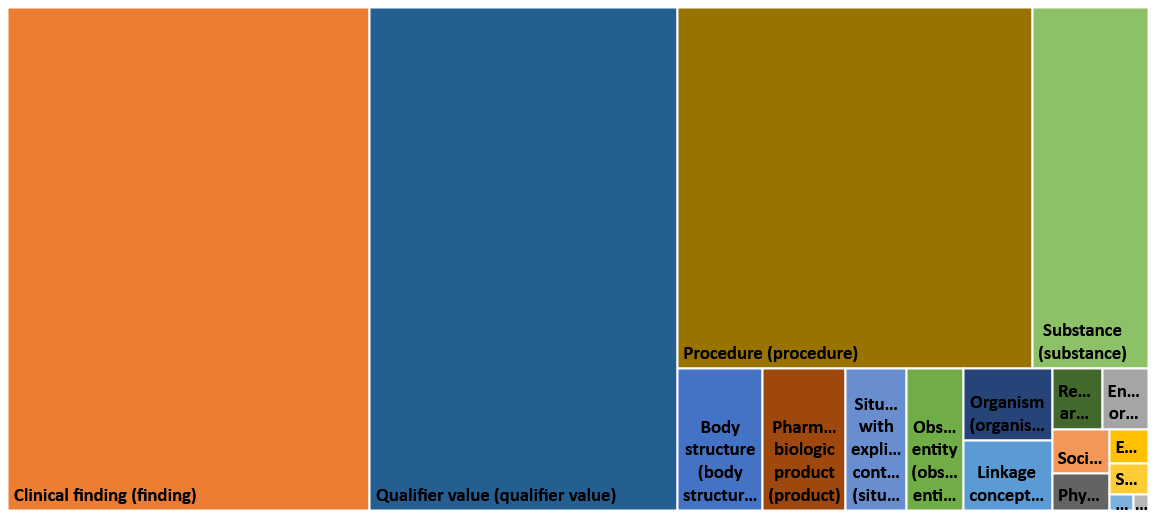 Clinical finding (finding)
Qualifier value (qualifier value)
Procedure (procedure)
Substance
(substance)
Body
structure
(body
structur...
Pharm...
biologic
product
(product)
Situ...
with
expli...
cont...
(situ...
Obs...
entity
(obs...
enti...
Organism
(organis...
Linkage
concept...
Re...
ar...
En...
or...
Soci...
Phy...
E...
S...
...
...